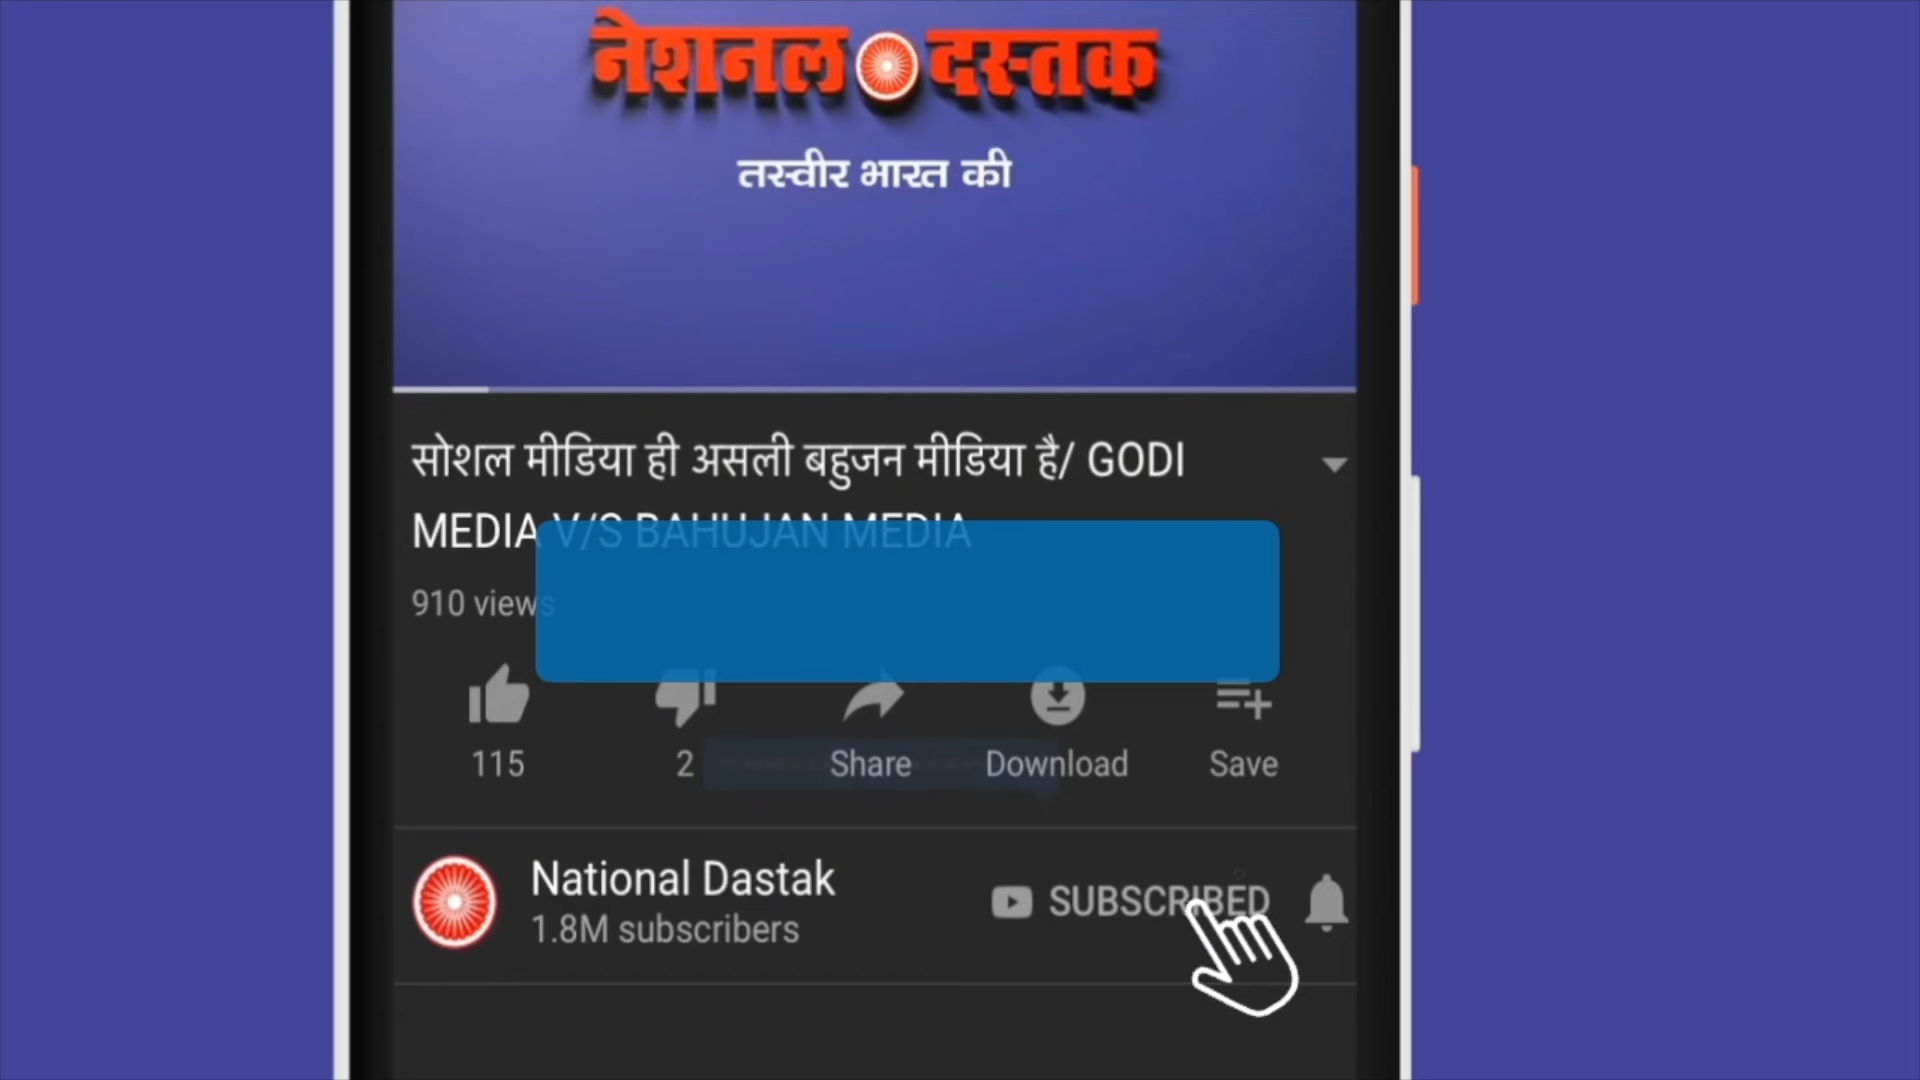 नेशनल दस्तक
तस्वीर भारत की
सोशल मीडिया ही असली बहुजन मीडिया है/ GODI
MEDIA V/S BAHUJAN MEDIA
910 views
115
2
Share
Download
Save
National Dastak
SUBSCRIBED
1.8M subscribers